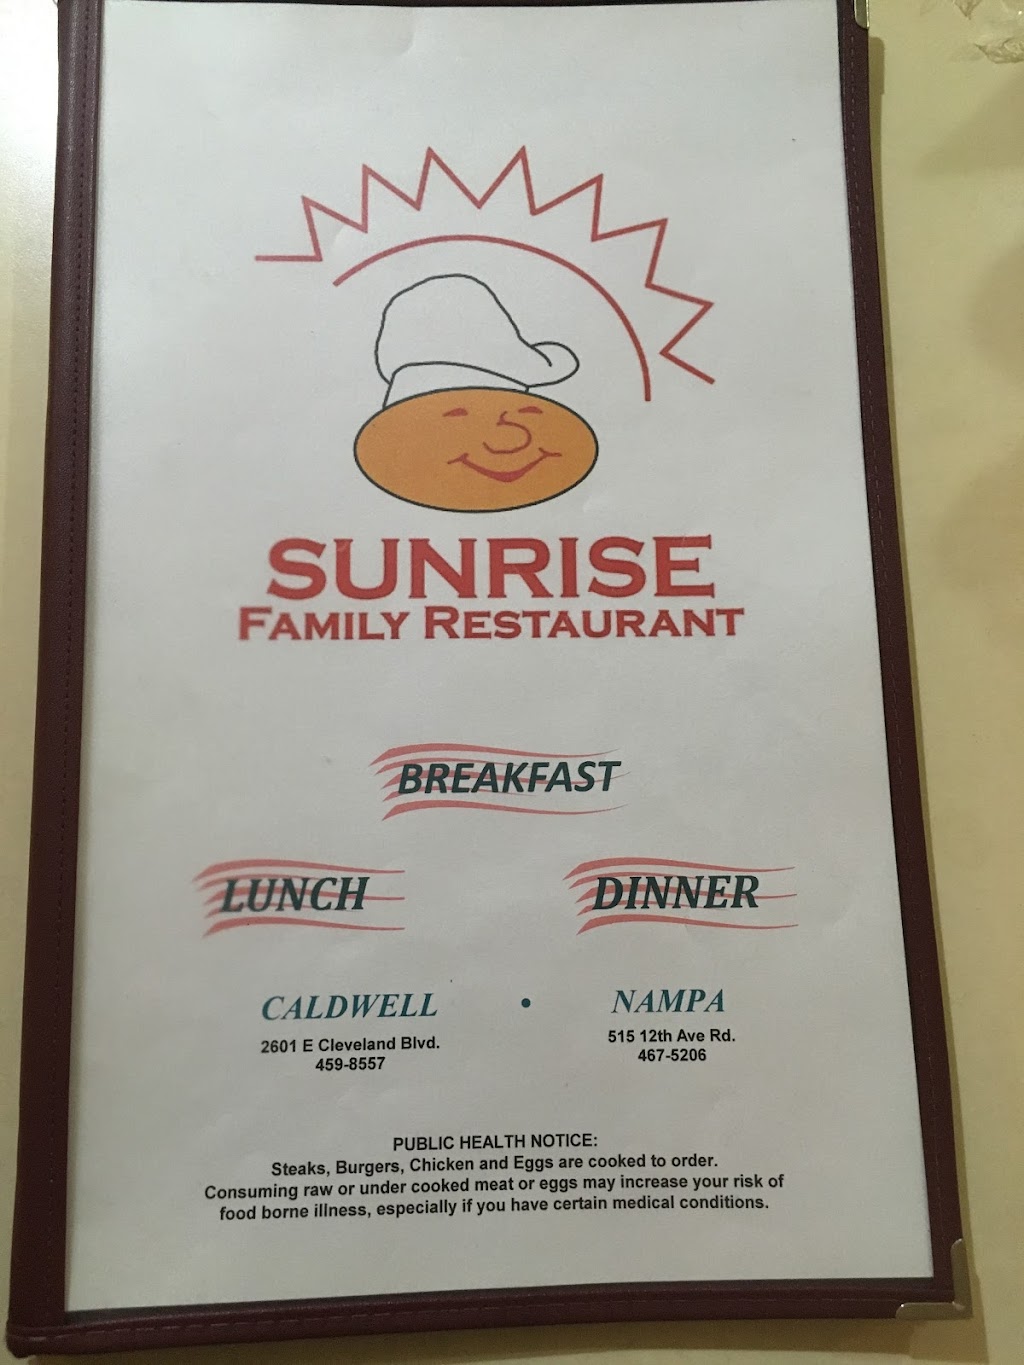 SUNRISE
FAMILY RESTAURANT
BREAKFAST
LUNCH
DINNER
CALDWELL • NAMPA
2601 E Cleveland Blvd.
459-8557
515 12th Ave Rd.
467-5206
PUBLIC HEALTH NOTICE:
Steaks, Burgers, Chicken and Eggs are cooked to order.
Consuming raw or under cooked meat or eggs may increase your risk of
food borne illness, especially if you have certain medical conditions.